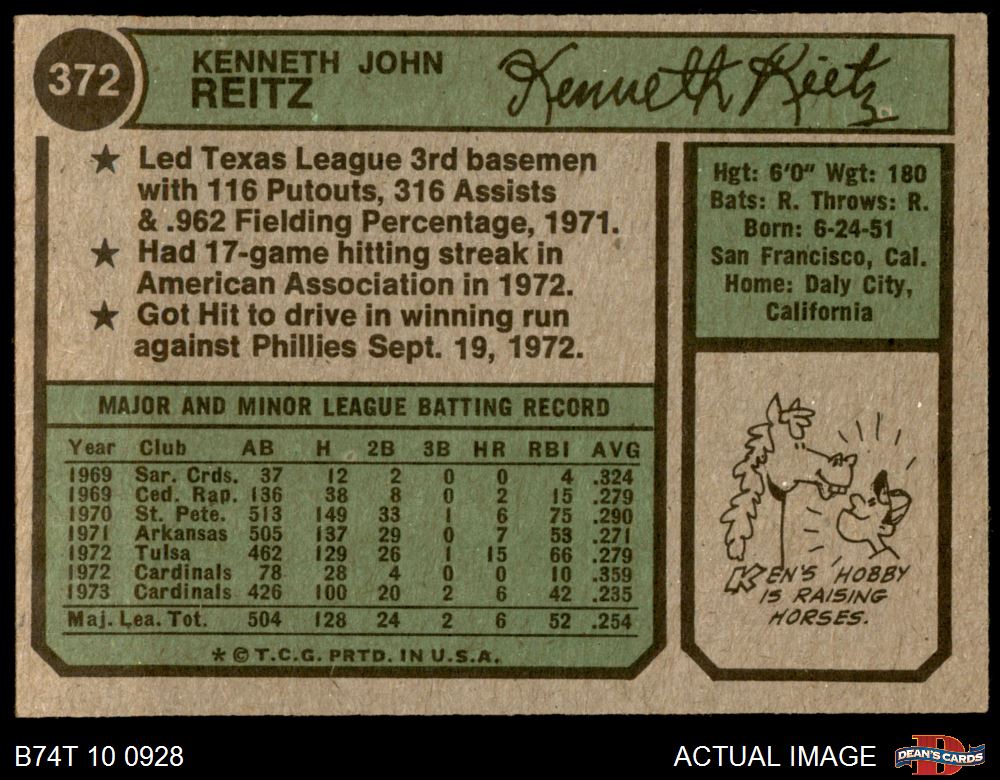 372
KENNETH JOHN
REITZ
Kenneth Reitz
★ Led Texas League 3rd basemen
with 116 Putouts, 316 Assists
& .962 Fielding Percentage, 1971.
★ Had 17-game hitting streak in
American Association in 1972.
★ Got Hit to drive in winning run
against Phillies Sept. 19, 1972.
Hgt: 6'0" Wgt: 180
Bats: R. Throws: R.
Born: 6-24-51
San Francisco, Cal.
Home: Daly City,
California
MAJOR AND MINOR LEAGUE BATTING RECORD
Year Club AB H 2B 3B HR RBI AVG
1969 Sar. Crds. 37 12 2 0 0 4 .324
1969 Ced. Rap. 136 38 8 0 2 15 .279
1970 St. Pete. 513 149 33 1 6 75 .290
1971 Arkansas 505 137 29 0 7 53 .271
1972 Tulsa 462 129 26 1 15 66 .279
1972 Cardinals 78 28 4 0 0 10 .359
1973 Cardinals 426 100 20 2 6 42 .235
Maj. Lea. Tot. 504 128 24 2 6 52 .254
* © T.C.G. PRTD. IN U.S.A.
KEN'S HOBBY
IS RAISING
HORSES.
B74T 10 0928
ACTUAL IMAGE
D
DEAN'S CARDS